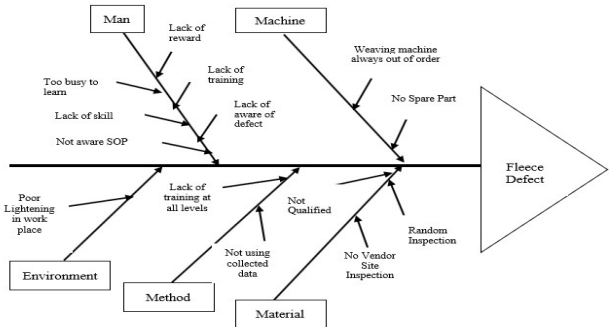 Man
Machine
Lack of
reward
Weaving machine
always out of order
Too busy to
learn
Lack of
training
No Spare Part
Lack of skill
Lack of
aware of
defect
Not aware SOP
Fleece
Defect
Poor
Lightening
in work
place
Lack of
training at
all levels
Not
Qualified
Random
Inspection
Not using
collected
data
No Vendor
Site
Inspection
Environment
Method
Material